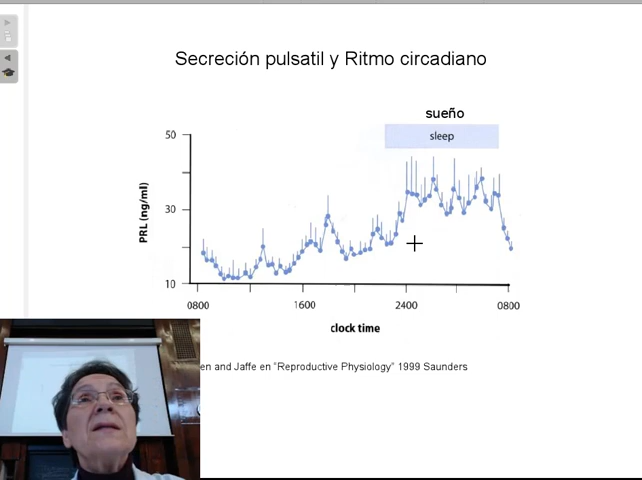 Secreción pulsatil y Ritmo circadiano
sueño
sleep
50
30
10
PRL (ng/ml)
0800
1600
2400
0800
clock time
en and Jaffe en "Reproductive Physiology" 1999 Saunders